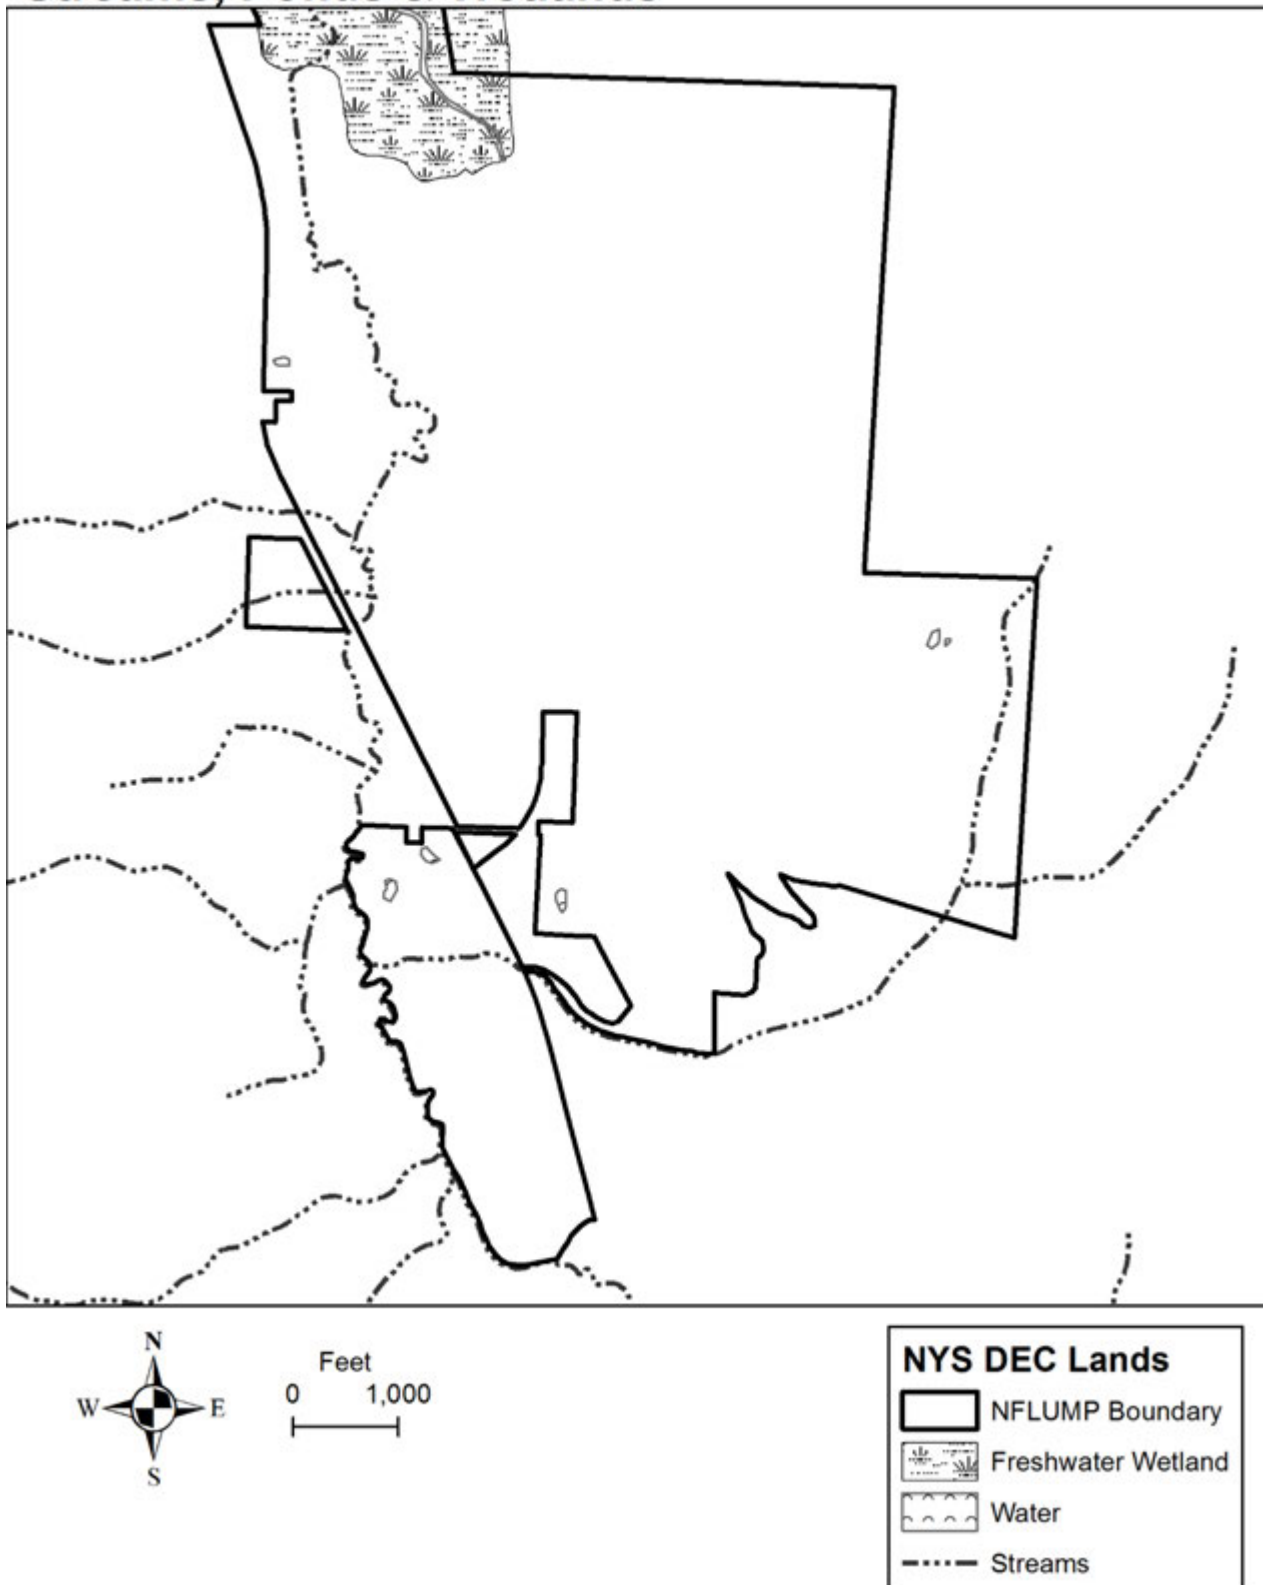 N
W E
S
Feet
0 1,000
NYS DEC Lands
NFLUMP Boundary
Freshwater Wetland
Water
Streams